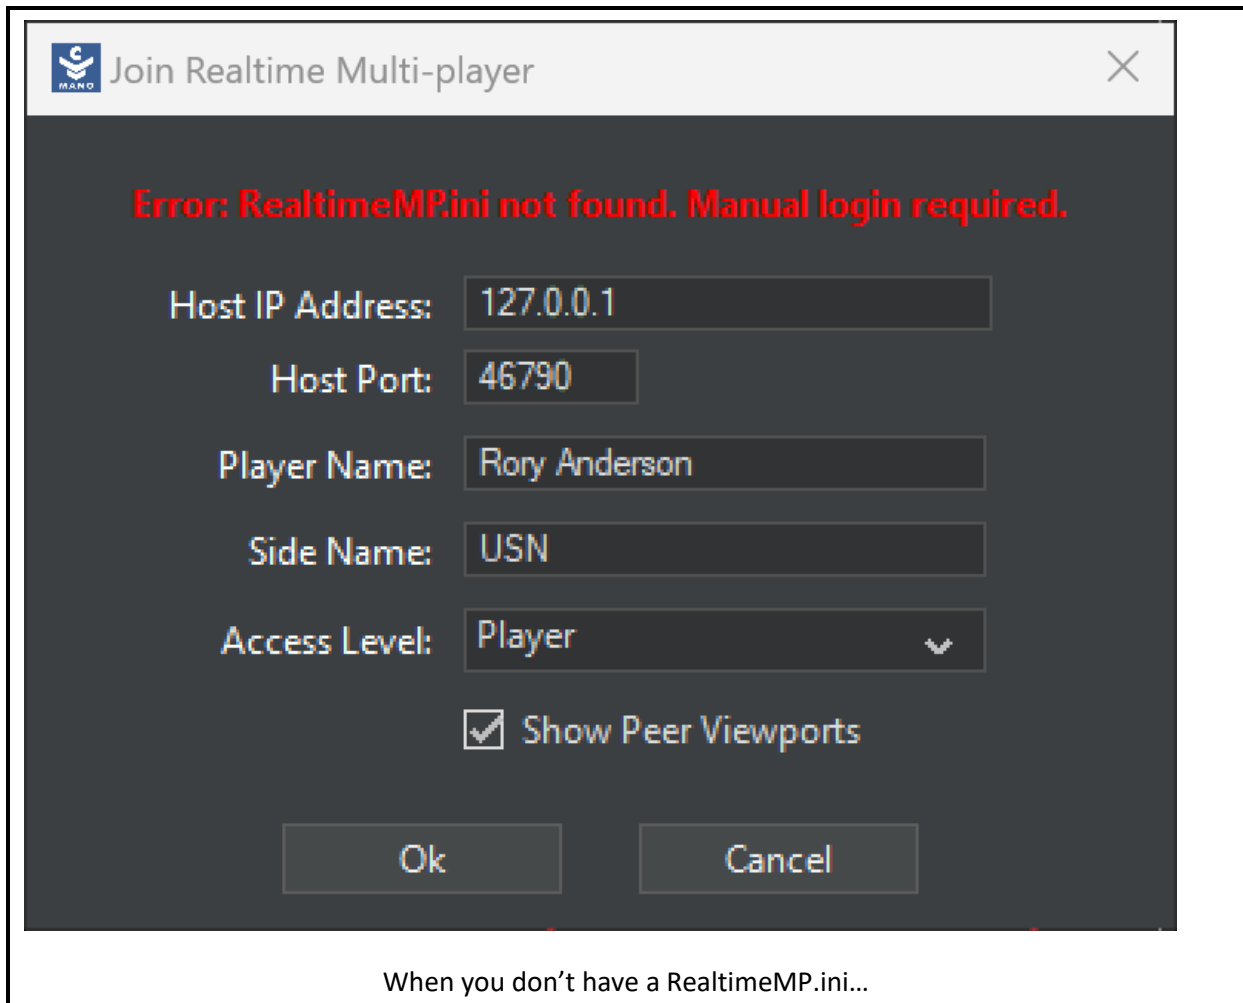 C
MANO
Join Realtime Multi-player
Error: RealtimeMP.ini not found. Manual login required.
Host IP Address: 127.0.0.1
Host Port: 46790
Player Name: Rory Anderson
Side Name: USN
Access Level: Player
Show Peer Viewports
Ok Cancel
When you don’t have a RealtimeMP.ini…